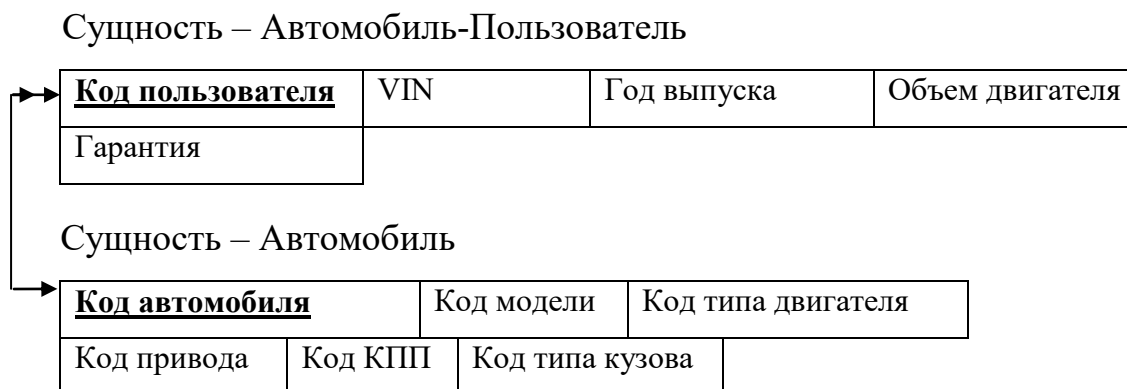 Сущность – Автомобиль-Пользователь
Код пользователя VIN Год выпуска Объем двигателя
Гарантия
Сущность – Автомобиль
Код автомобиля Код модели Код типа двигателя
Код привода Код КПП Код типа кузова